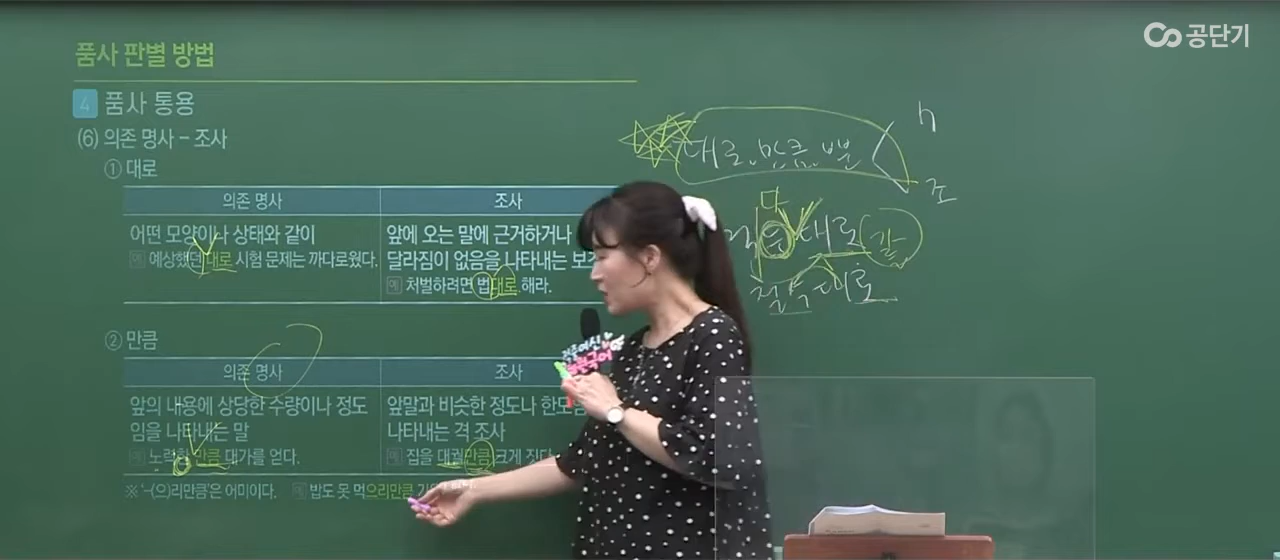 공단기
품사 판별 방법
4 품사 통용
(6) 의존 명사 – 조사
① 대로
의존 명사 조사
어떤 모양이나 상태와 같이
예 예상했던 대로 시험 문제는 까다로웠다.
앞에 오는 말에 근거하거나
달라짐이 없음을 나타내는 보조
예 처벌하려면 법대로 해라.
② 만큼
의존 명사 조사
앞의 내용에 상당한 수량이나 정도
임을 나타내는 말
예 노력한 만큼 대가를 얻다.
앞말과 비슷한 정도나 한도임
나타내는 격 조사
예 집을 대궐만큼 크게 짓다.
※ '-(으)리만큼'은 어미이다. 예 밥도 못 먹으리만큼
대로, 만큼, 뿐
n
조
대로
절주대로